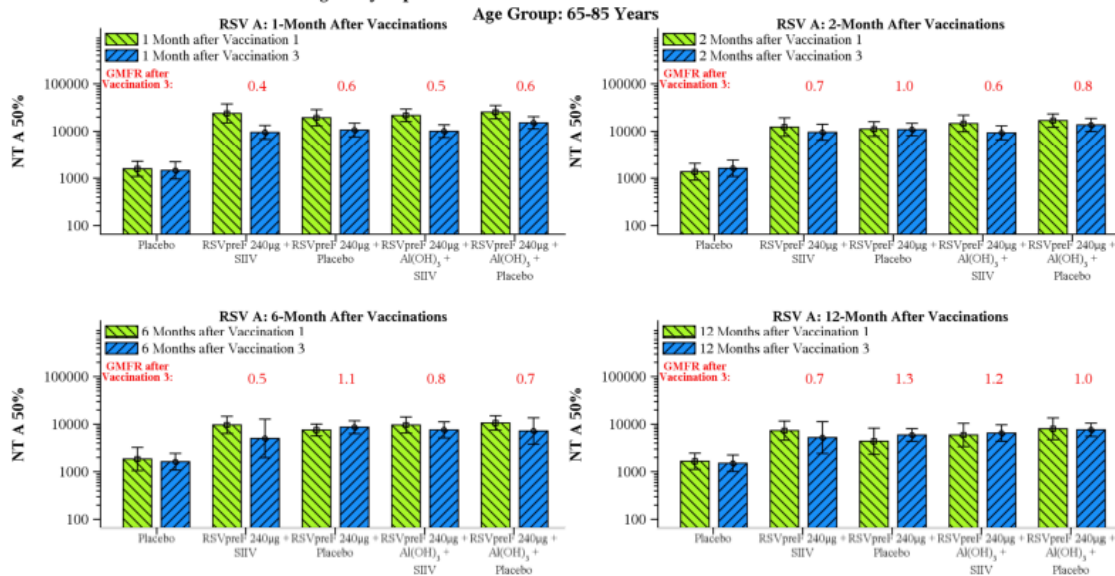 Age Group: 65-85 Years
RSV A: 1-Month After Vaccinations
1 Month after Vaccination 1
1 Month after Vaccination 3
GMFR after
Vaccination 3:
0.4 0.6 0.5 0.6
NT A 50%
100000
10000
1000
100
Placebo
RSVpreF 240μg +
SIIV
RSVpreF 240μg +
Placebo
RSVpreF 240μg +
Al(OH)₃ +
SIIV
RSVpreF 240μg +
Al(OH)₃ +
Placebo
RSV A: 2-Month After Vaccinations
2 Months after Vaccination 1
2 Months after Vaccination 3
GMFR after
Vaccination 3:
0.7 1.0 0.6 0.8
NT A 50%
100000
10000
1000
100
Placebo
RSVpreF 240μg +
SIIV
RSVpreF 240μg +
Placebo
RSVpreF 240μg +
Al(OH)₃ +
SIIV
RSVpreF 240μg +
Al(OH)₃ +
Placebo
RSV A: 6-Month After Vaccinations
6 Months after Vaccination 1
6 Months after Vaccination 3
GMFR after
Vaccination 3:
0.5 1.1 0.8 0.7
NT A 50%
100000
10000
1000
100
Placebo
RSVpreF 240μg +
SIIV
RSVpreF 240μg +
Placebo
RSVpreF 240μg +
Al(OH)₃ +
SIIV
RSVpreF 240μg +
Al(OH)₃ +
Placebo
RSV A: 12-Month After Vaccinations
12 Months after Vaccination 1
12 Months after Vaccination 3
GMFR after
Vaccination 3:
0.7 1.3 1.2 1.0
NT A 50%
100000
10000
1000
100
Placebo
RSVpreF 240μg +
SIIV
RSVpreF 240μg +
Placebo
RSVpreF 240μg +
Al(OH)₃ +
SIIV
RSVpreF 240μg +
Al(OH)₃ +
Placebo